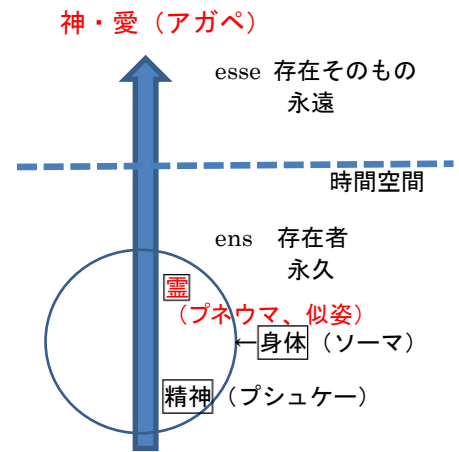 神・愛（アガペ）
esse 存在そのもの
永遠
時間空間
ens　存在者
永久
霊
（プネウマ、似姿）
←身体（ソーマ）
精神（プシュケー）